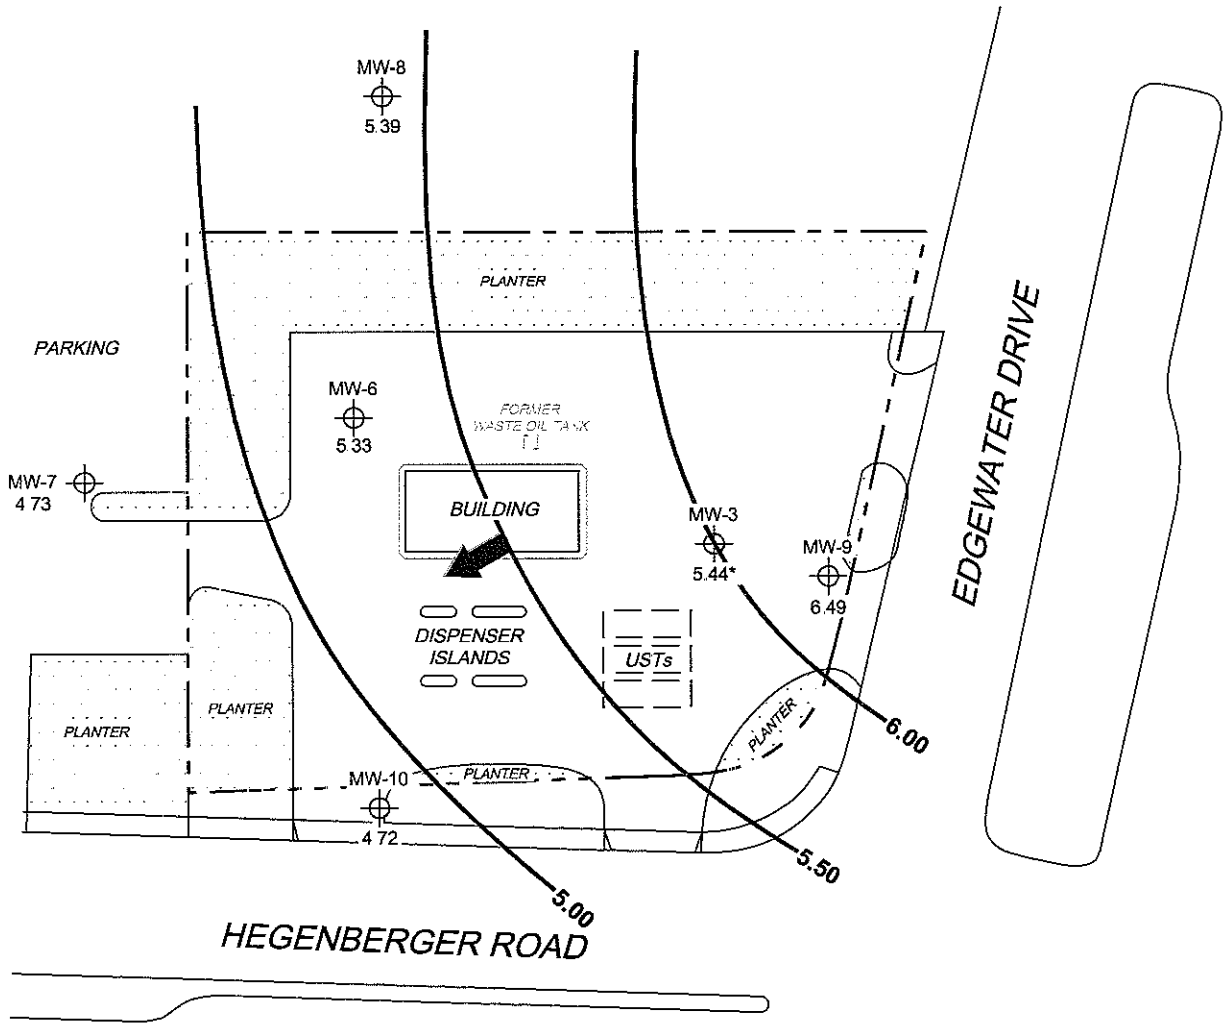 MW-8
5.39
PLANTER
PARKING
MW-6
5.33
FORMER
WASTE OIL TANK
MW-7
4 73
BUILDING
MW-3
5.44*
MW-9
6.49
EDGEWATER DRIVE
DISPENSER
ISLANDS
USTs
PLANTER
PLANTER
PLANTER
6.00
MW-10
4 72
PLANTER
5.50
5.00
HEGENBERGER ROAD